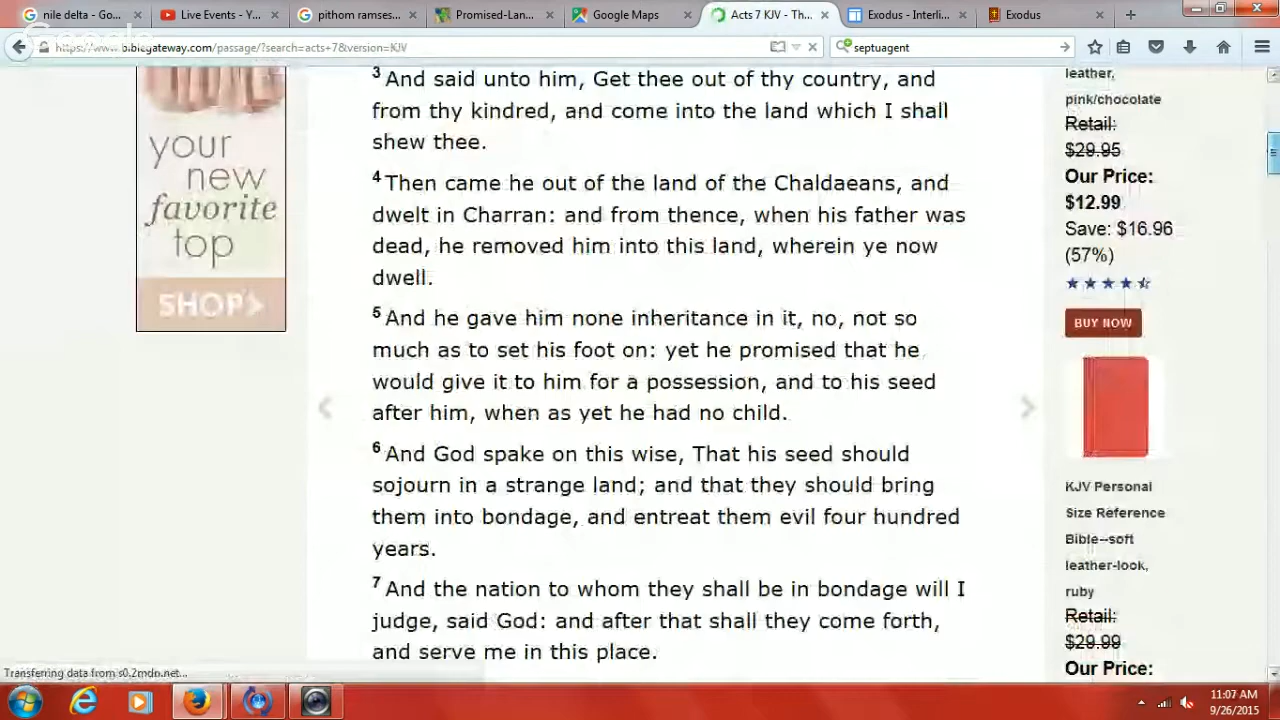 nile delta - Go...
Live Events - Y...
pithom ramses...
Promised-Lan...
Google Maps
Acts 7 KJV - Th...
Exodus - Interli...
Exodus
https://www.biblegateway.com/passage/?search=acts+7&version=KJV
septuagent
your
new
favorite
top
SHOP>
3 And said unto him, Get thee out of thy country, and
from thy kindred, and come into the land which I shall
shew thee.
4 Then came he out of the land of the Chaldaeans, and
dwelt in Charran: and from thence, when his father was
dead, he removed him into this land, wherein ye now
dwell.
5 And he gave him none inheritance in it, no, not so
much as to set his foot on: yet he promised that he
would give it to him for a possession, and to his seed
after him, when as yet he had no child.
6 And God spake on this wise, That his seed should
sojourn in a strange land; and that they should bring
them into bondage, and entreat them evil four hundred
years.
7 And the nation to whom they shall be in bondage will I
judge, said God: and after that shall they come forth,
and serve me in this place.
leather,
pink/chocolate
Retail:
$29.95
Our Price:
$12.99
Save: $16.96
(57%)
BUY NOW
KJV Personal
Size Reference
Bible--soft
leather-look,
ruby
Retail:
$29.99
Our Price:
Transferring data from s0.2mdn.net...
11:07 AM
9/26/2015